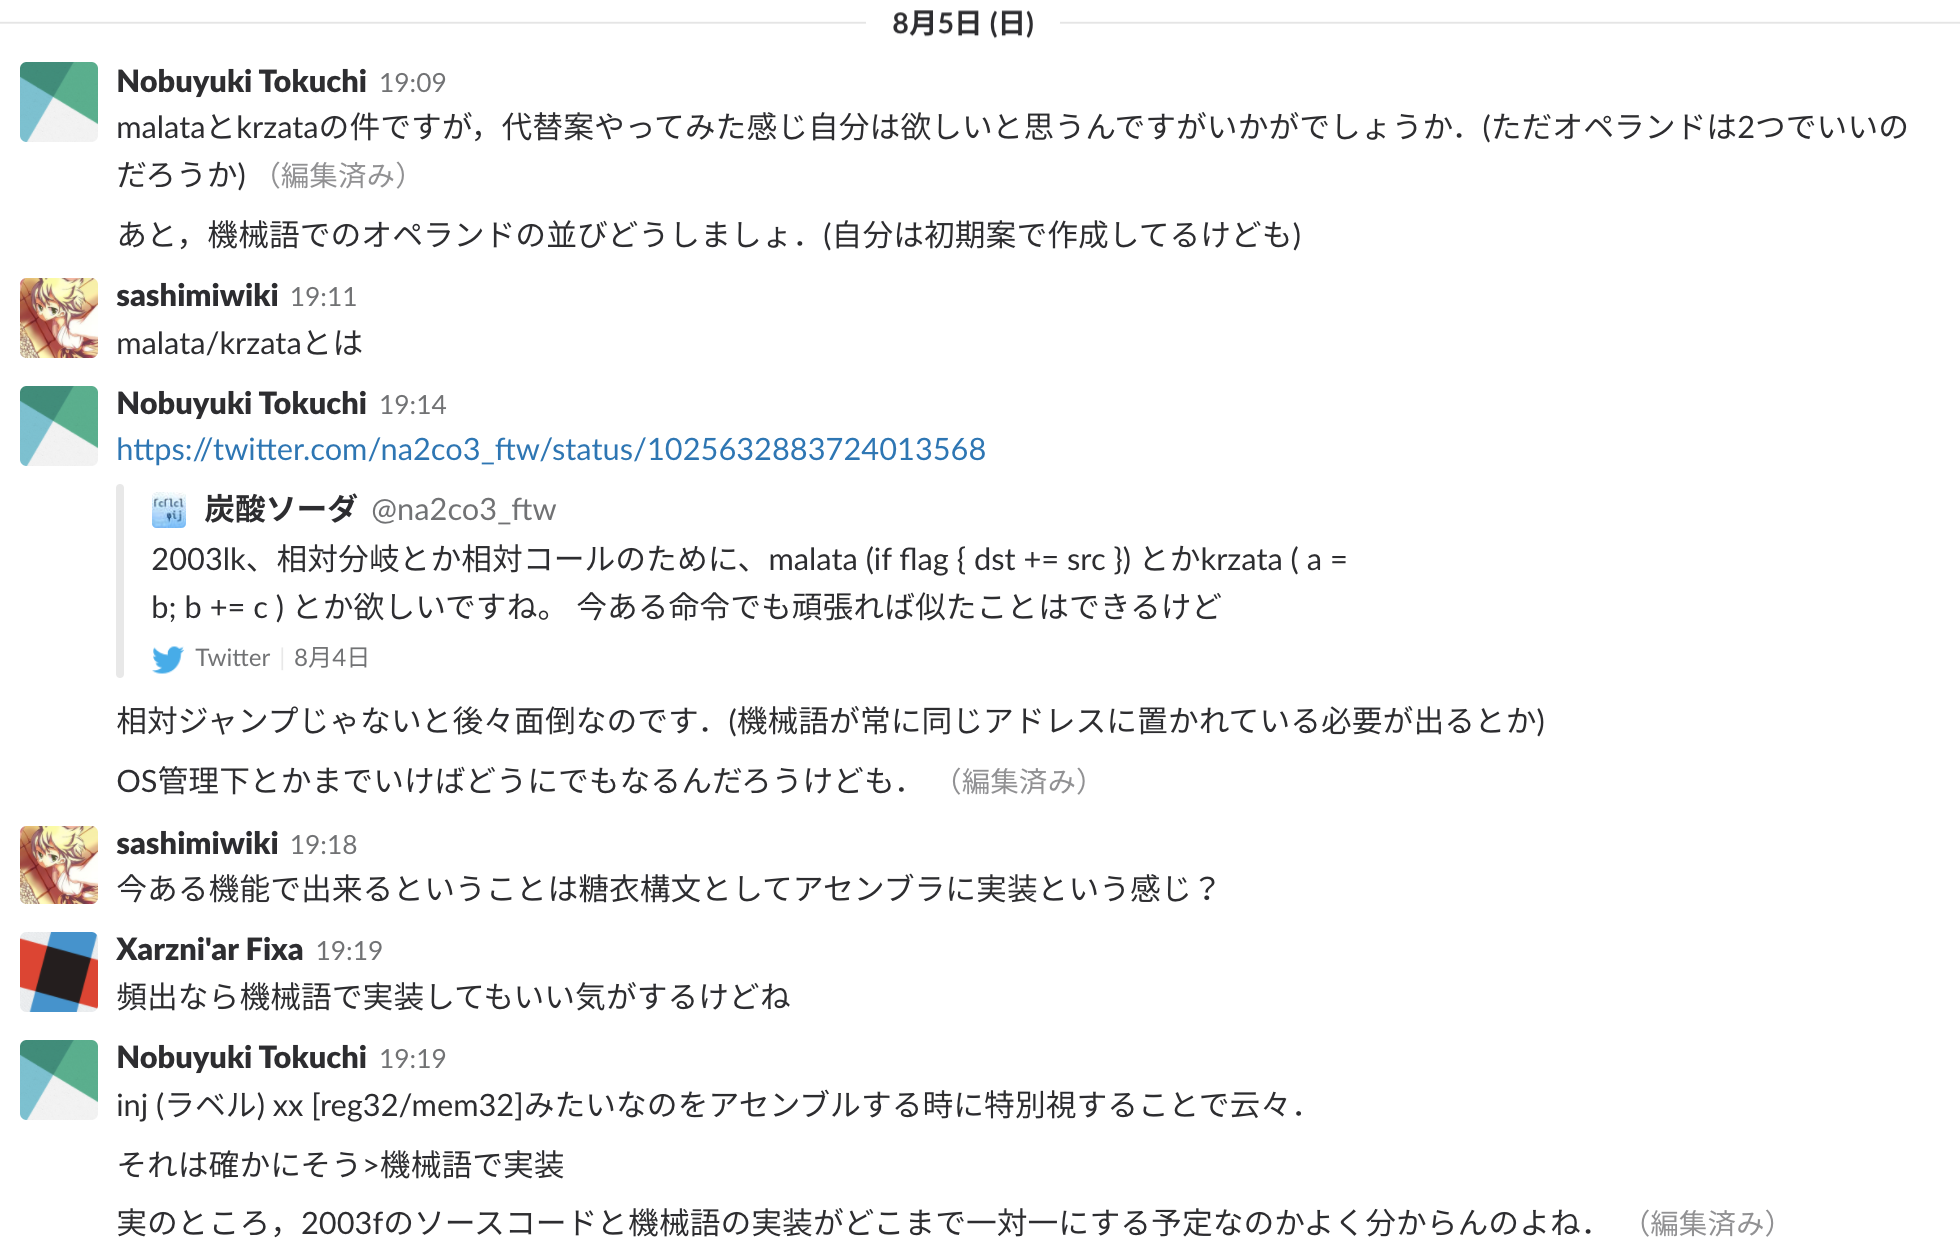 8月5日 (日)
Nobuyuki Tokuchi 19:09
malataとkrzataの件ですが，代替案やってみた感じ自分は欲しいと思うんですがいかがでしょうか．(ただオペランドは2つでいいの
だろうか) （編集済み）
あと，機械語でのオペランドの並びどうしましょ．(自分は初期案で作成してるけども)
sashimiwiki 19:11
malata/krzataとは
Nobuyuki Tokuchi 19:14
https://twitter.com/na2co3_ftw/status/1025632883724013568
炭酸ソーダ @na2co3_ftw
2003lk、相対分岐とか相対コールのために、malata (if flag { dst += src }) とかkrzata ( a =
b; b += c ) とか欲しいですね。 今ある命令でも頑張れば似たことはできるけど
Twitter | 8月4日
相対ジャンプじゃないと後々面倒なのです．(機械語が常に同じアドレスに置かれている必要が出るとか)
OS管理下とかまでいけばどうにでもなるんだろうけども． （編集済み）
sashimiwiki 19:18
今ある機能で出来るということは糖衣構文としてアセンブラに実装という感じ？
Xarzni'ar Fixa 19:19
頻出なら機械語で実装してもいい気がするけどね
Nobuyuki Tokuchi 19:19
inj (ラベル) xx [reg32/mem32]みたいなのをアセンブルする時に特別視することで云々．
それは確かにそう>機械語で実装
実のところ，2003fのソースコードと機械語の実装がどこまで一対一にする予定なのかよく分からんのよね． （編集済み）